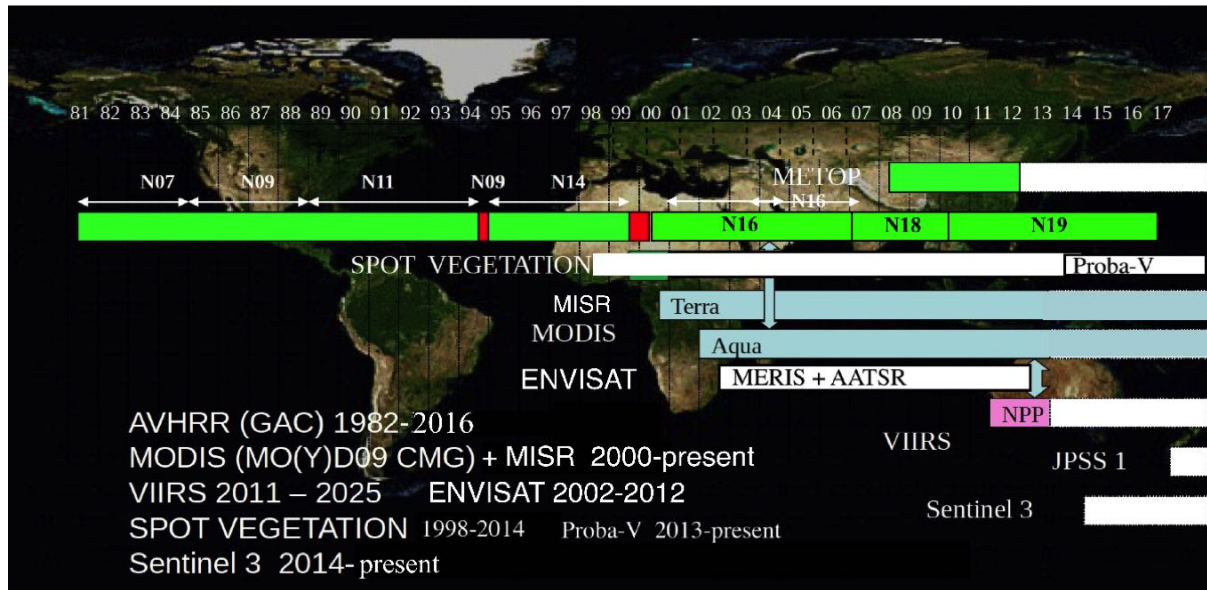 81 82 83 84 85 86 87 88 89 90 91 92 93 94 95 96 97 98 99 00 01 02 03 04 05 06 07 08 09 10 11 12 13 14 15 16 17
METOP
N07 N09 N11 N09 N14 N16
N16 N18 N19
SPOT VEGETATION Proba-V
MISR Terra
MODIS
Aqua
ENVISAT MERIS + AATSR
NPP
VIIRS
JPSS 1
Sentinel 3
AVHRR (GAC) 1982-2016
MODIS (MO(Y)D09 CMG) + MISR 2000-present
VIIRS 2011 – 2025 ENVISAT 2002-2012
SPOT VEGETATION 1998-2014 Proba-V 2013-present
Sentinel 3 2014-present